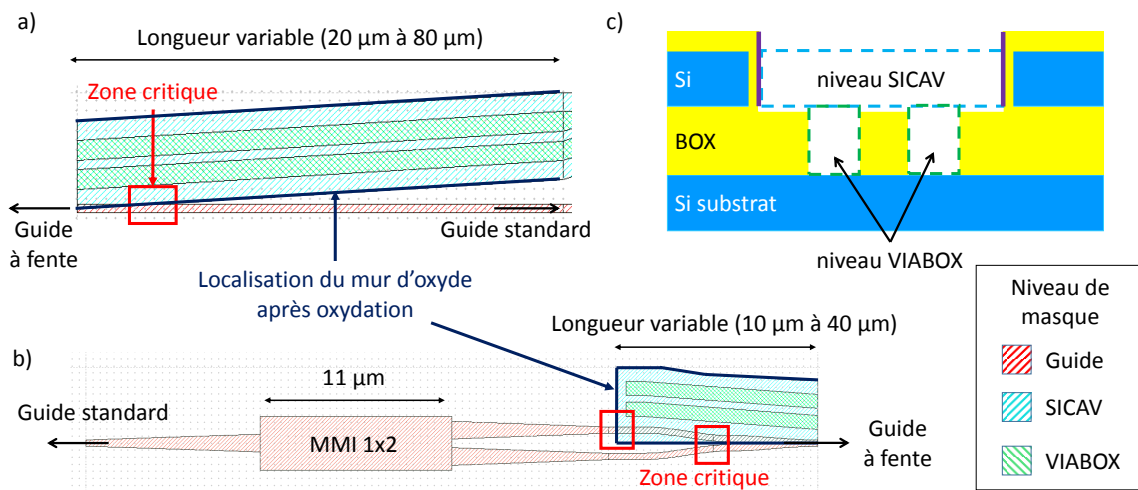 a)
Longueur variable (20 µm à 80 µm)
Zone critique
Guide
à fente
Guide standard
c)
Si
niveau SICAV
BOX
Si substrat
niveau VIABOX
Localisation du mur d'oxyde
après oxydation
b)
Longueur variable (10 µm à 40 µm)
11 µm
Guide standard
MMI 1x2
Zone critique
Guide
à fente
Niveau de
masque
Guide
SICAV
VIABOX